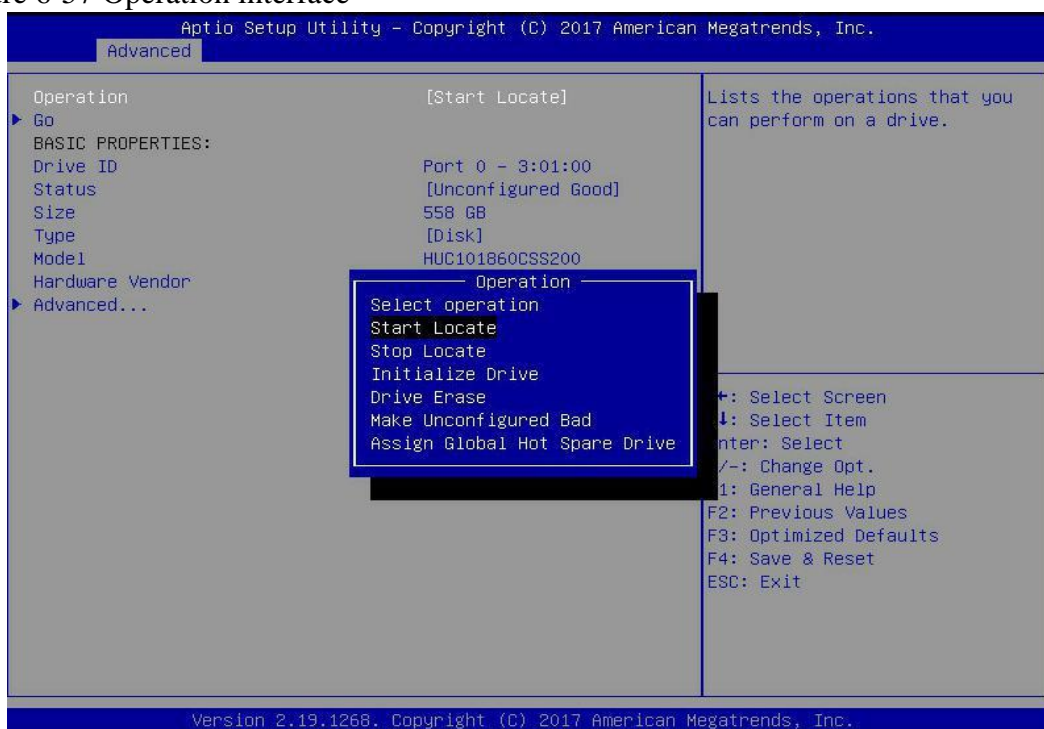 re 6-37 Operation interface
Aptio Setup Utility – Copyright (C) 2017 American Megatrends, Inc.
Advanced
Operation [Start Locate]
Go
BASIC PROPERTIES:
Drive ID Port 0 – 3:01:00
Status [Unconfigured Good]
Size 558 GB
Type [Disk]
Model HUC101860CSS200
Hardware Vendor
Advanced...
Operation
Select operation
Start Locate
Stop Locate
Initialize Drive
Drive Erase
Make Unconfigured Bad
Assign Global Hot Spare Drive
Lists the operations that you
can perform on a drive.
: Select Screen
: Select Item
nter: Select
/-: Change Opt.
1: General Help
F2: Previous Values
F3: Optimized Defaults
F4: Save & Reset
ESC: Exit
Version 2.19.1268. Copyright (C) 2017 American Megatrends, Inc.